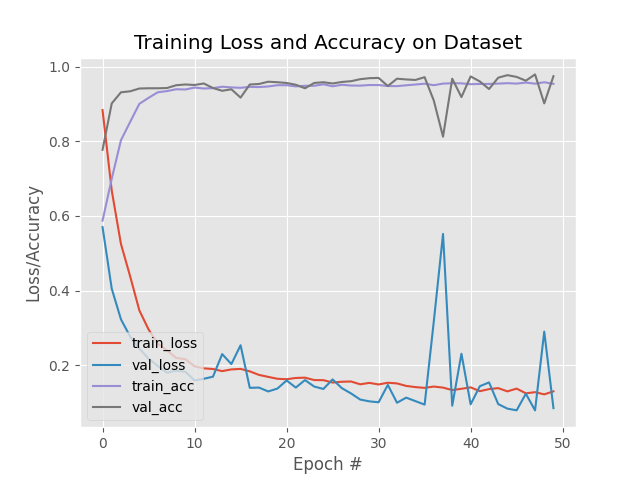 Training Loss and Accuracy on Dataset
1.0
0.8
0.6
0.4
0.2
Loss/Accuracy
train_loss
val_loss
train_acc
val_acc
0
10
20
30
40
50
Epoch #